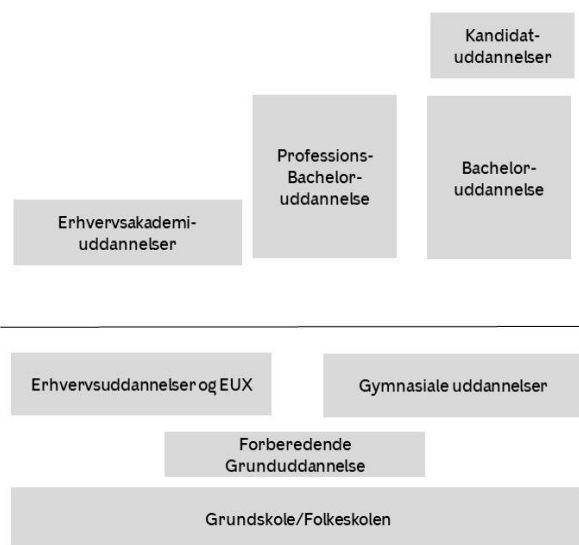 Kandidat-
uddannelser
Professions-
Bachelor-
uddannelse
Bachelor-
uddannelse
Erhvervsakademi-
uddannelser
Erhvervsuddannelser og EUX
Gymnasiale uddannelser
Forberedende
Grunduddannelse
Grundskole/Folkeskolen